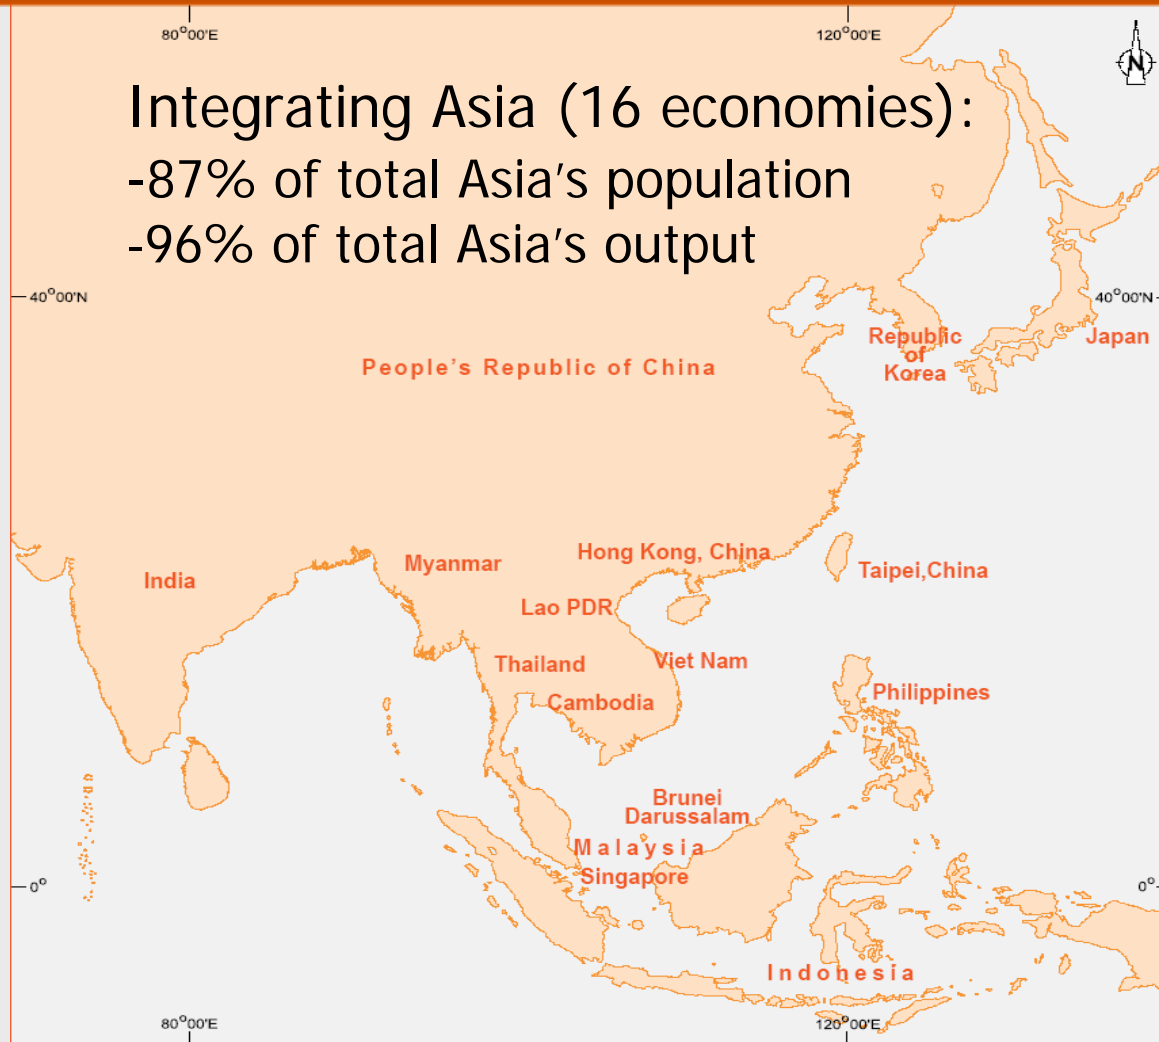 80°00'E
120°00'E
N
Integrating Asia (16 economies):
-87% of total Asia's population
-96% of total Asia's output
40°00'N
40°00'N
Republic
of
Korea
Japan
People's Republic of China
Hong Kong, China
Myanmar
Taipei,China
India
Lao PDR
Viet Nam
Thailand
Philippines
Cambodia
Brunei
Darussalam
Malaysia
Singapore
0°
0°
Indonesia
80°00'E
120°00'E